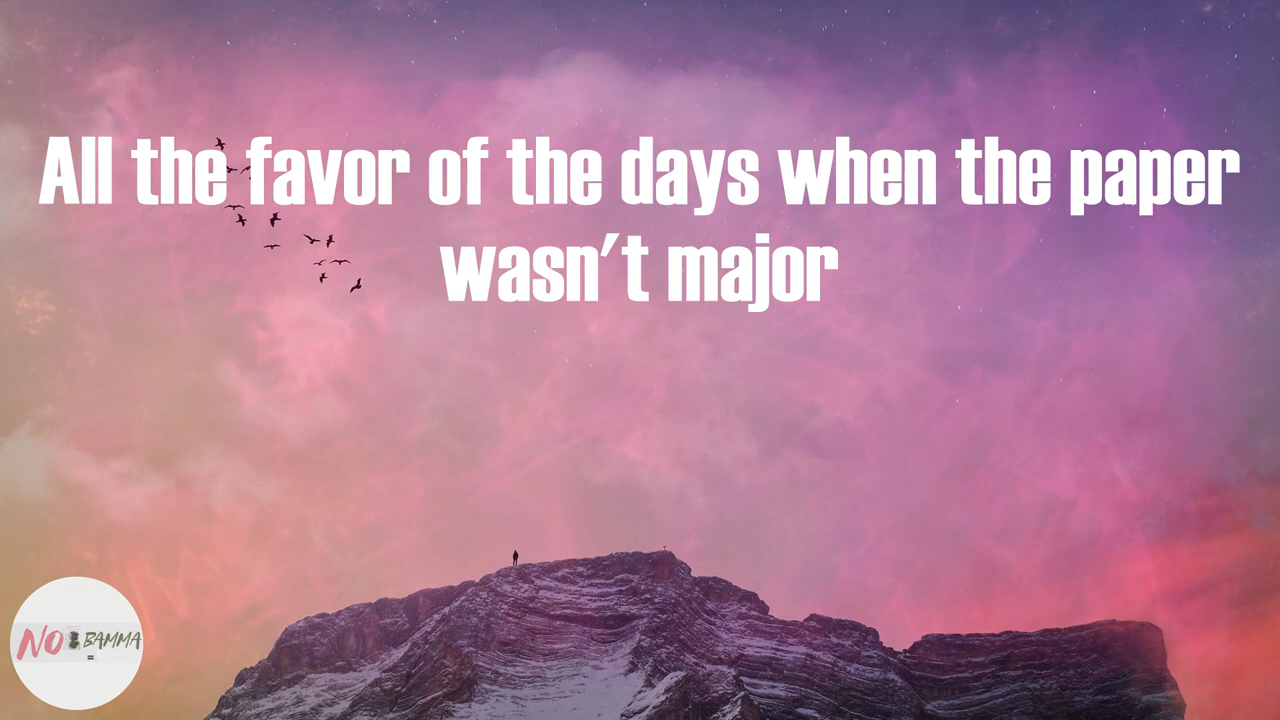 All the favor of the days when the paper
wasn't major
NO BAMMA